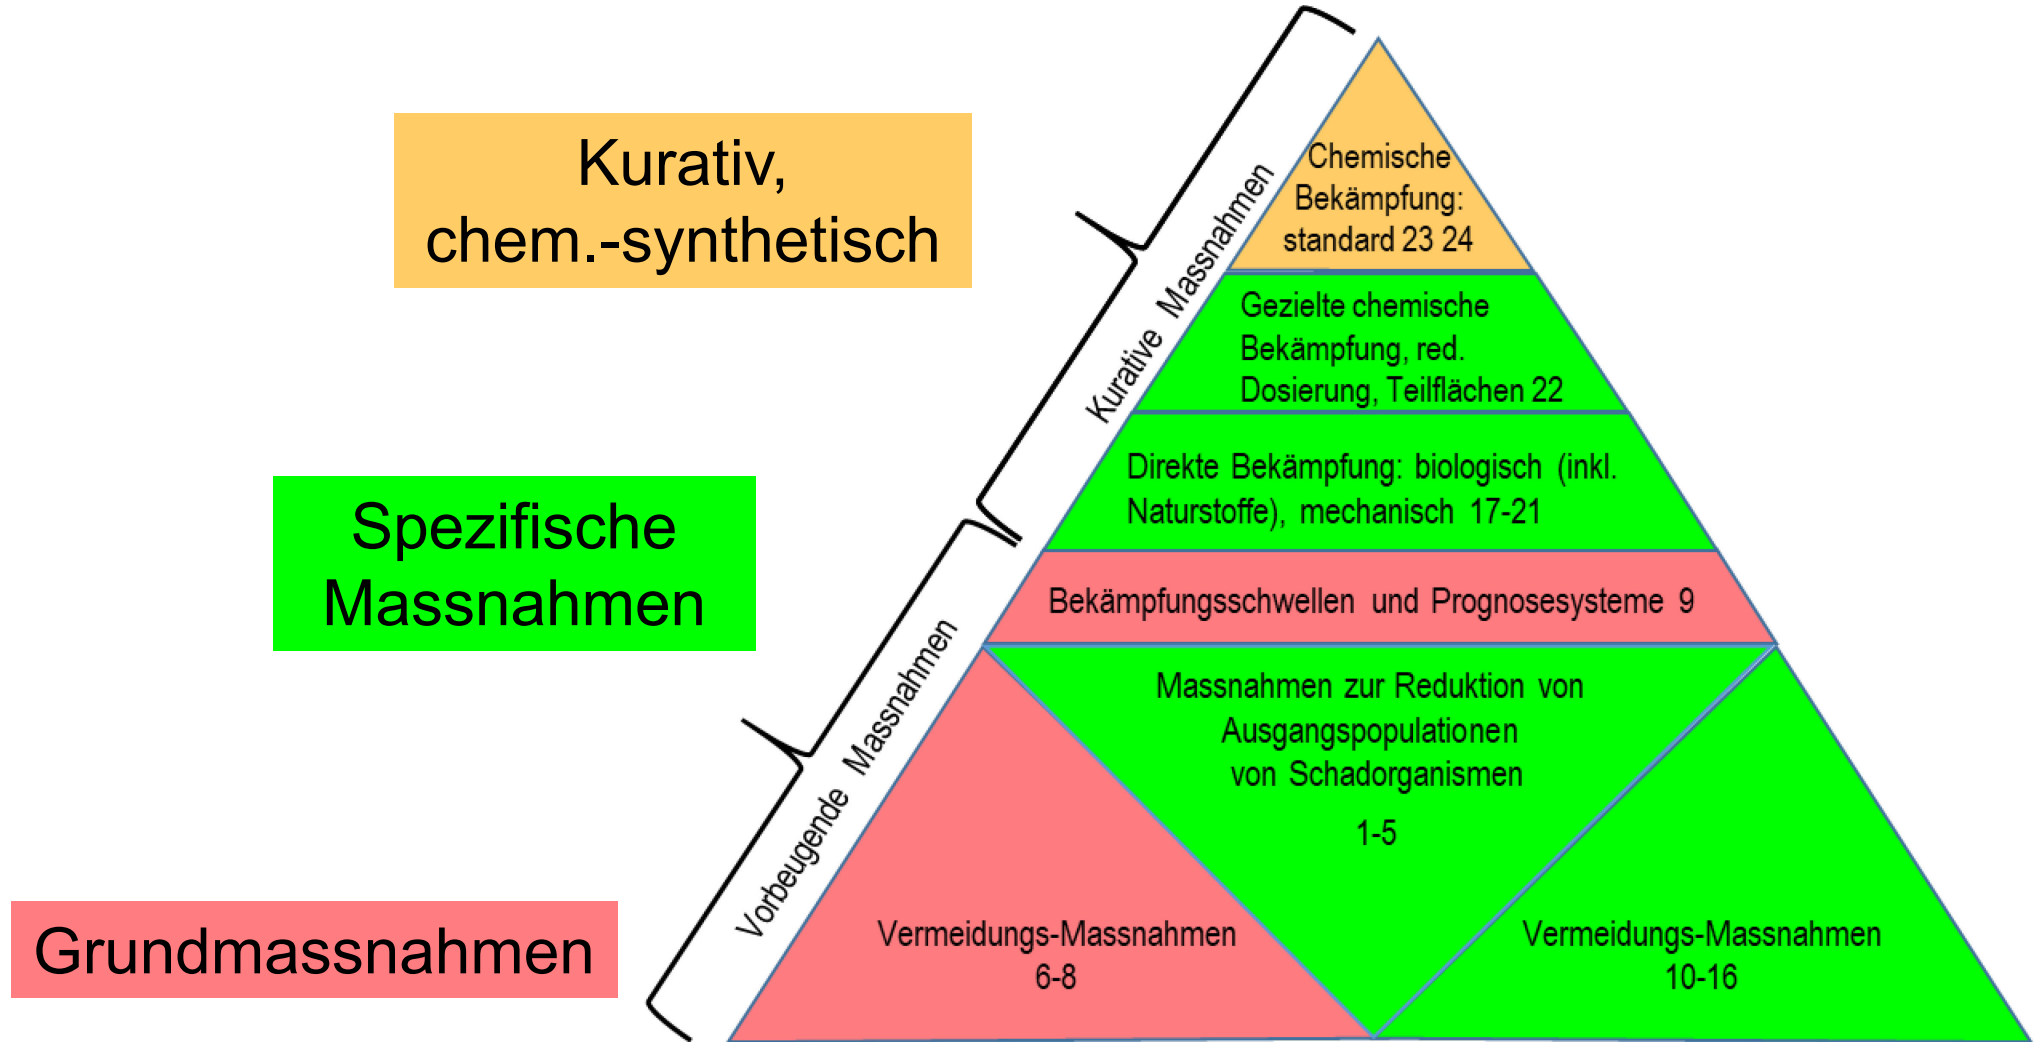 Kurativ,
chem.-synthetisch
Spezifische
Massnahmen
Grundmassnahmen
Kurative Massnahmen
Vorbeugende Massnahmen
Chemische
Bekämpfung:
standard 23 24
Gezielte chemische
Bekämpfung, red.
Dosierung, Teilflächen 22
Direkte Bekämpfung: biologisch (inkl.
Naturstoffe), mechanisch 17-21
Bekämpfungsschwellen und Prognosesysteme 9
Massnahmen zur Reduktion von
Ausgangspopulationen
von Schadorganismen
1-5
Vermeidungs-Massnahmen
6-8
Vermeidungs-Massnahmen
10-16